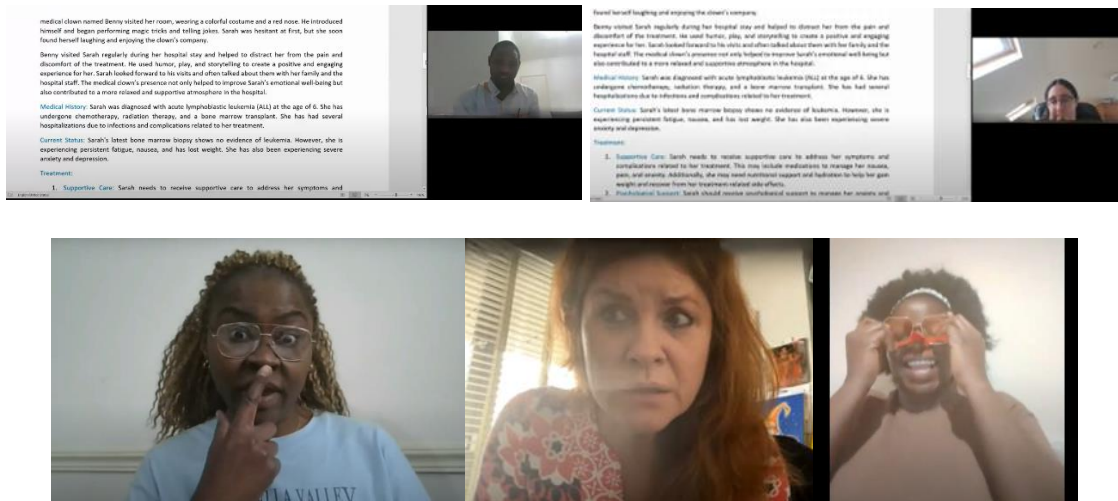 medical clown named Benny visited her room, wearing a colorful costume and a red nose. He introduced
himself and began performing magic tricks and telling jokes. Sarah was hesitant at first, but she soon
found herself laughing and enjoying the clown's company.
Benny visited Sarah regularly during her hospital stay and helped to distract her from the pain and
discomfort of the treatment. He used humor, play, and storytelling to create a positive and engaging
experience for her. Sarah looked forward to his visits and often talked about them with her family and the
hospital staff. The medical clown's presence not only helped to improve Sarah's emotional well-being but
also contributed to a more relaxed and supportive atmosphere in the hospital.
Medical History: Sarah was diagnosed with acute lymphoblastic leukemia (ALL) at the age of 6. She has
undergone chemotherapy, radiation therapy, and a bone marrow transplant. She has had several
hospitalizations due to infections and complications related to her treatment.
Current Status: Sarah's latest bone marrow biopsy shows no evidence of leukemia. However, she is
experiencing persistent fatigue, nausea, and has lost weight. She has also been experiencing severe
anxiety and depression.
Treatment:
1. Supportive Care: Sarah needs to receive supportive care to address her symptoms and
found herself laughing and enjoying the clown's company.
Benny visited Sarah regularly during her hospital stay and helped to distract her from the pain and
discomfort of the treatment. He used humor, play, and storytelling to create a positive and engaging
experience for her. Sarah looked forward to his visits and often talked about them with her family and the
hospital staff. The medical clown's presence not only helped to improve Sarah's emotional well-being but
also contributed to a more relaxed and supportive atmosphere in the hospital.
Medical History: Sarah was diagnosed with acute lymphoblastic leukemia (ALL) at the age of 6. She has
undergone chemotherapy, radiation therapy, and a bone marrow transplant. She has had several
hospitalizations due to infections and complications related to her treatment.
Current Status: Sarah's latest bone marrow biopsy shows no evidence of leukemia. However, she is
experiencing persistent fatigue, nausea, and has lost weight. She has also been experiencing severe
anxiety and depression.
Treatment:
1. Supportive Care: Sarah needs to receive supportive care to address her symptoms and
complications related to her treatment. This may include medications to manage her nausea,
pain, and anxiety. Additionally, she may need nutritional support and hydration to help her gain
weight and recover from her treatment-related side effects.
2. Psychological Support: Sarah should receive psychological support to manage her anxiety and
VALLEY